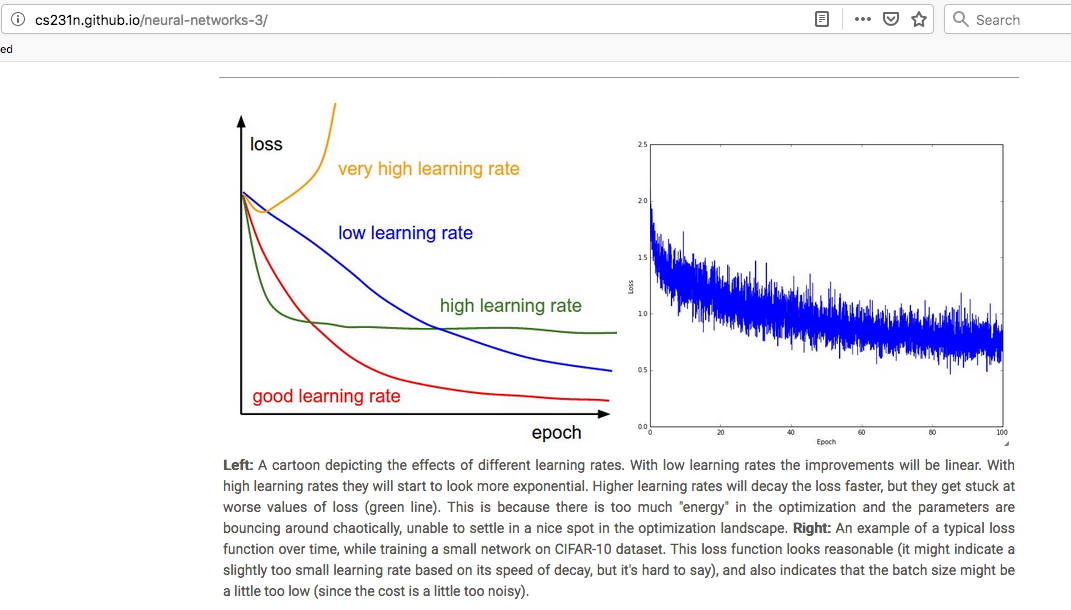 cs231n.github.io/neural-networks-3/
Search
ed
loss
very high learning rate
low learning rate
high learning rate
good learning rate
epoch
2.5
2.0
1.5
1.0
0.5
0.0
Loss
0 20 40 60 80 100
Epoch
Left: A cartoon depicting the effects of different learning rates. With low learning rates the improvements will be linear. With
high learning rates they will start to look more exponential. Higher learning rates will decay the loss faster, but they get stuck at
worse values of loss (green line). This is because there is too much "energy" in the optimization and the parameters are
bouncing around chaotically, unable to settle in a nice spot in the optimization landscape. Right: An example of a typical loss
function over time, while training a small network on CIFAR-10 dataset. This loss function looks reasonable (it might indicate a
slightly too small learning rate based on its speed of decay, but it's hard to say), and also indicates that the batch size might be
a little too low (since the cost is a little too noisy).